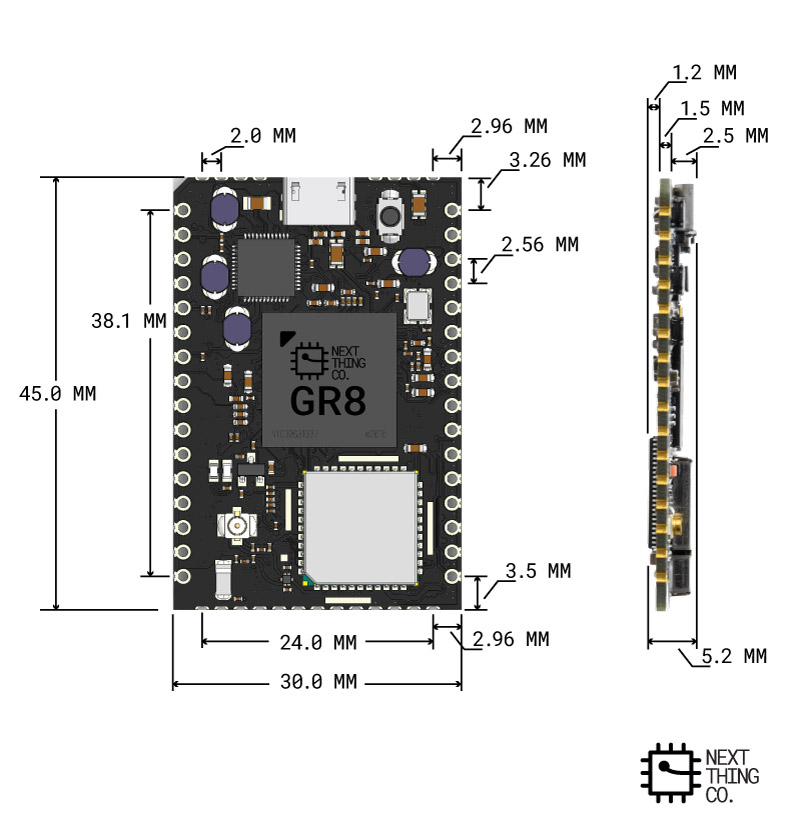 1.2 MM
1.5 MM
2.0 MM
2.96 MM
2.5 MM
3.26 MM
2.56 MM
38.1 MM
NEXT
THING
CO.
GR8
45.0 MM
3.5 MM
24.0 MM
2.96 MM
5.2 MM
30.0 MM
NEXT
THING
CO.